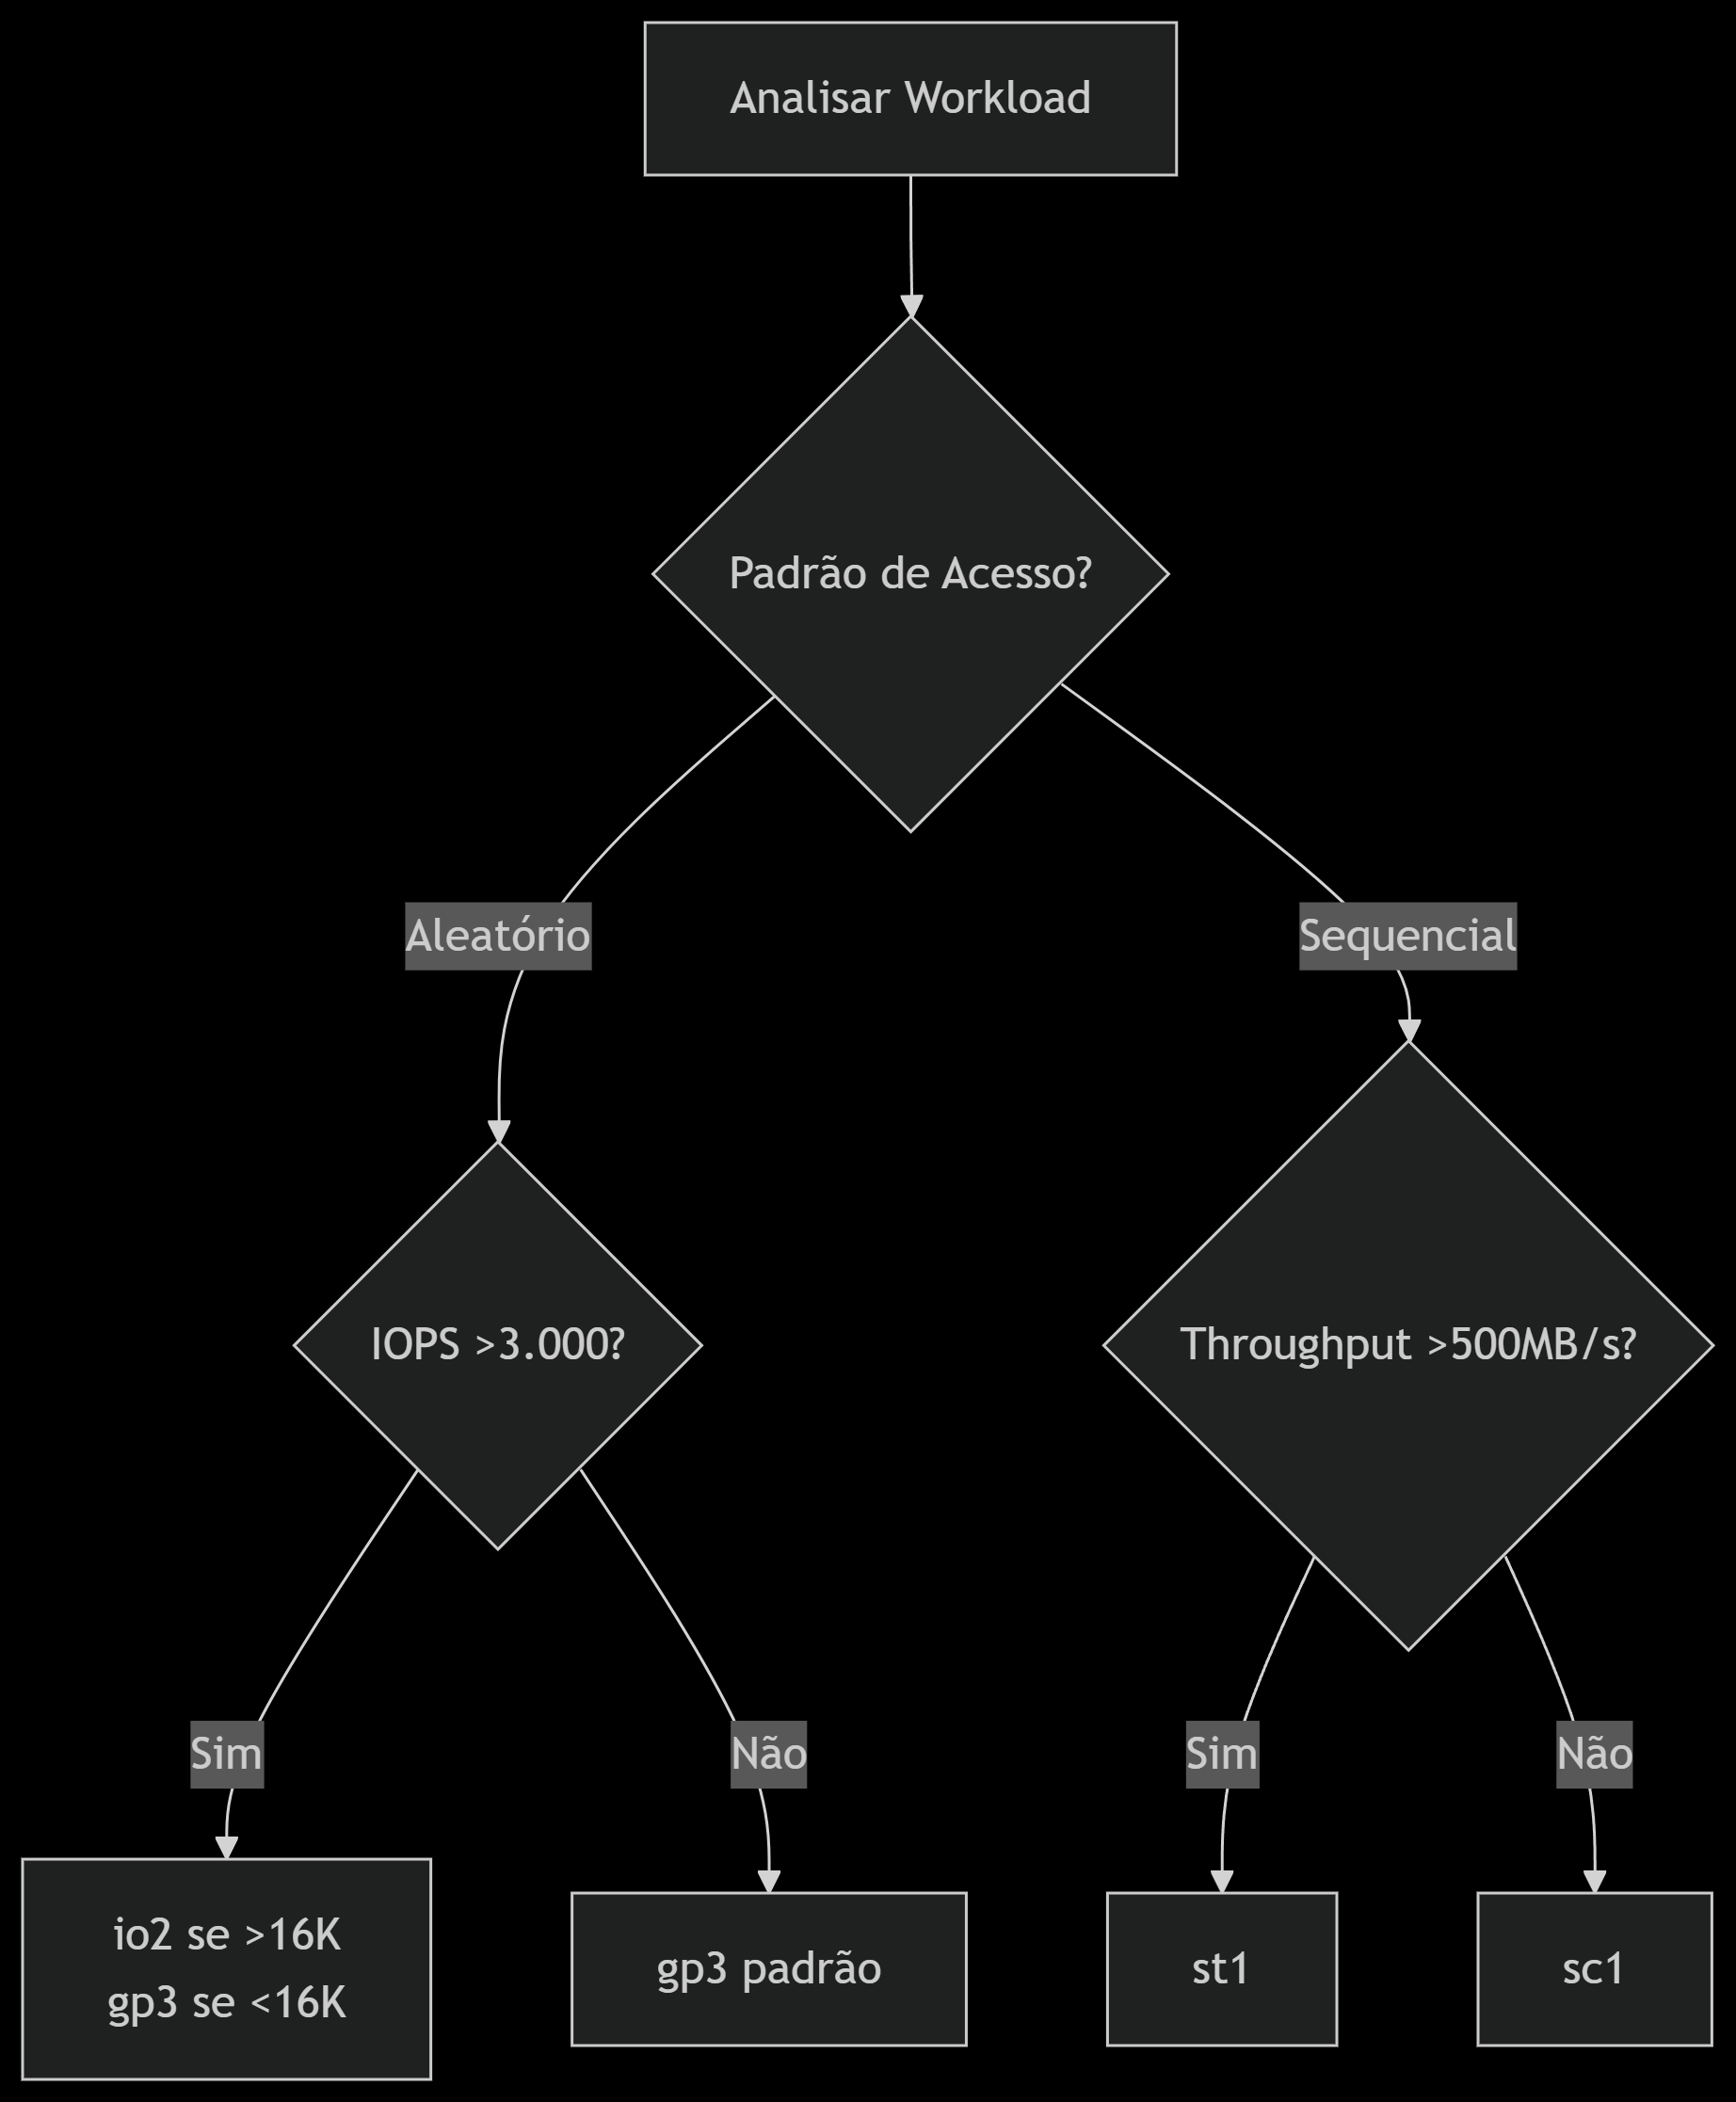 Analisar Workload
Padrão de Acesso?
Aleatório
Sequencial
IOPS >3.000?
Throughput >500MB/s?
Sim
Não
Sim
Não
io2 se >16K
gp3 se <16K
gp3 padrão
st1
sc1